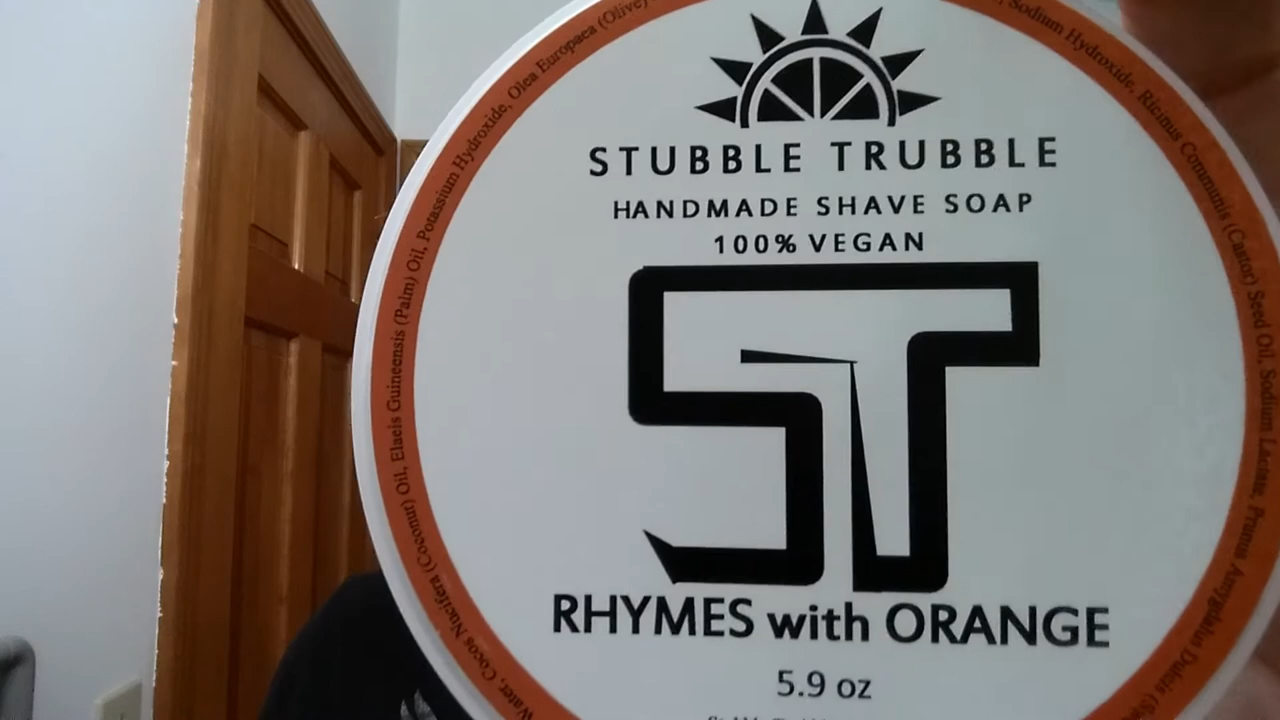 STUBBLE TRUBBLE
HANDMADE SHAVE SOAP
100% VEGAN
ST
RHYMES with ORANGE
5.9 oz
Water, Cocos Nucifera (Coconut) Oil, Elaeis Guineensis (Palm) Oil, Potassium Hydroxide, Olea Europaea (Olive)
Sodium Hydroxide, Ricinus Communis (Castor) Seed Oil, Sodium Lactate, Prunus Amygdalus Dulcis